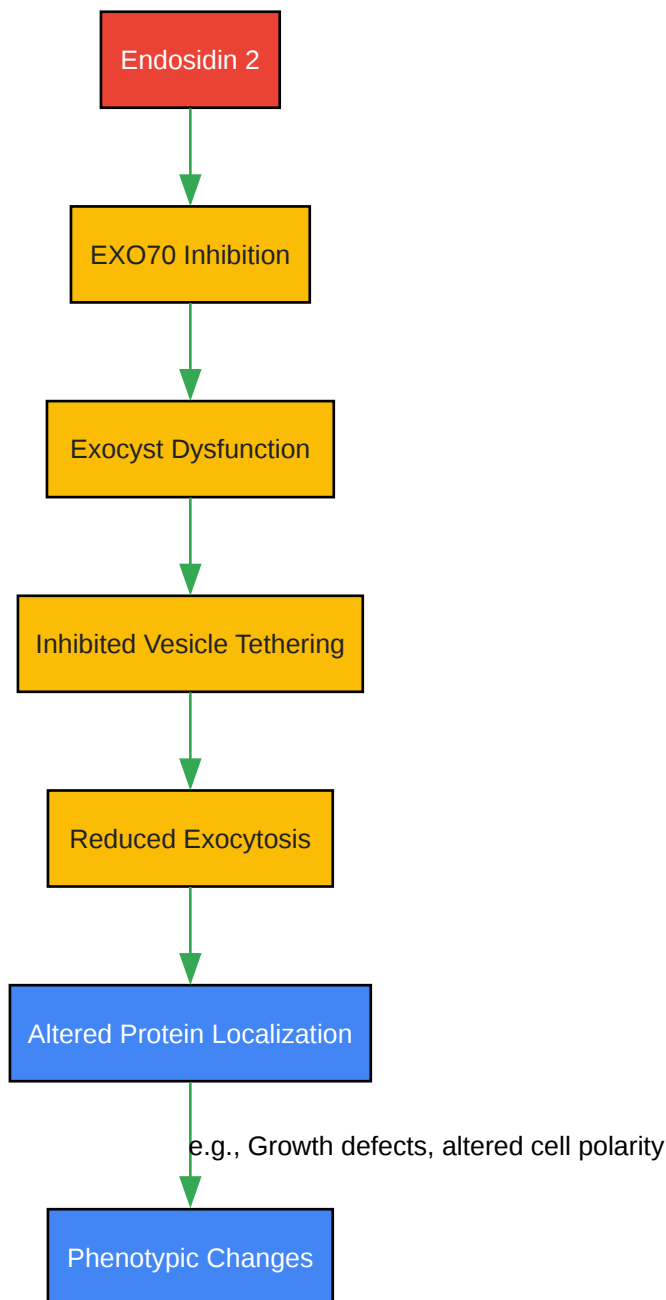 Endosidin 2
EXO70 Inhibition
Exocyst Dysfunction
Inhibited Vesicle Tethering
Reduced Exocytosis
Altered Protein Localization
e.g., Growth defects, altered cell polarity
Phenotypic Changes